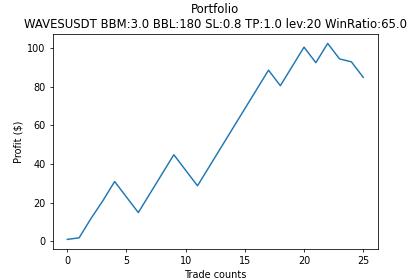 Portfolio
WAVESUSDT BBM:3.0 BBL:180 SL:0.8 TP:1.0 lev:20 WinRatio:65.0
100
80
60
40
20
0
Profit ($)
0 5 10 15 20 25
Trade counts